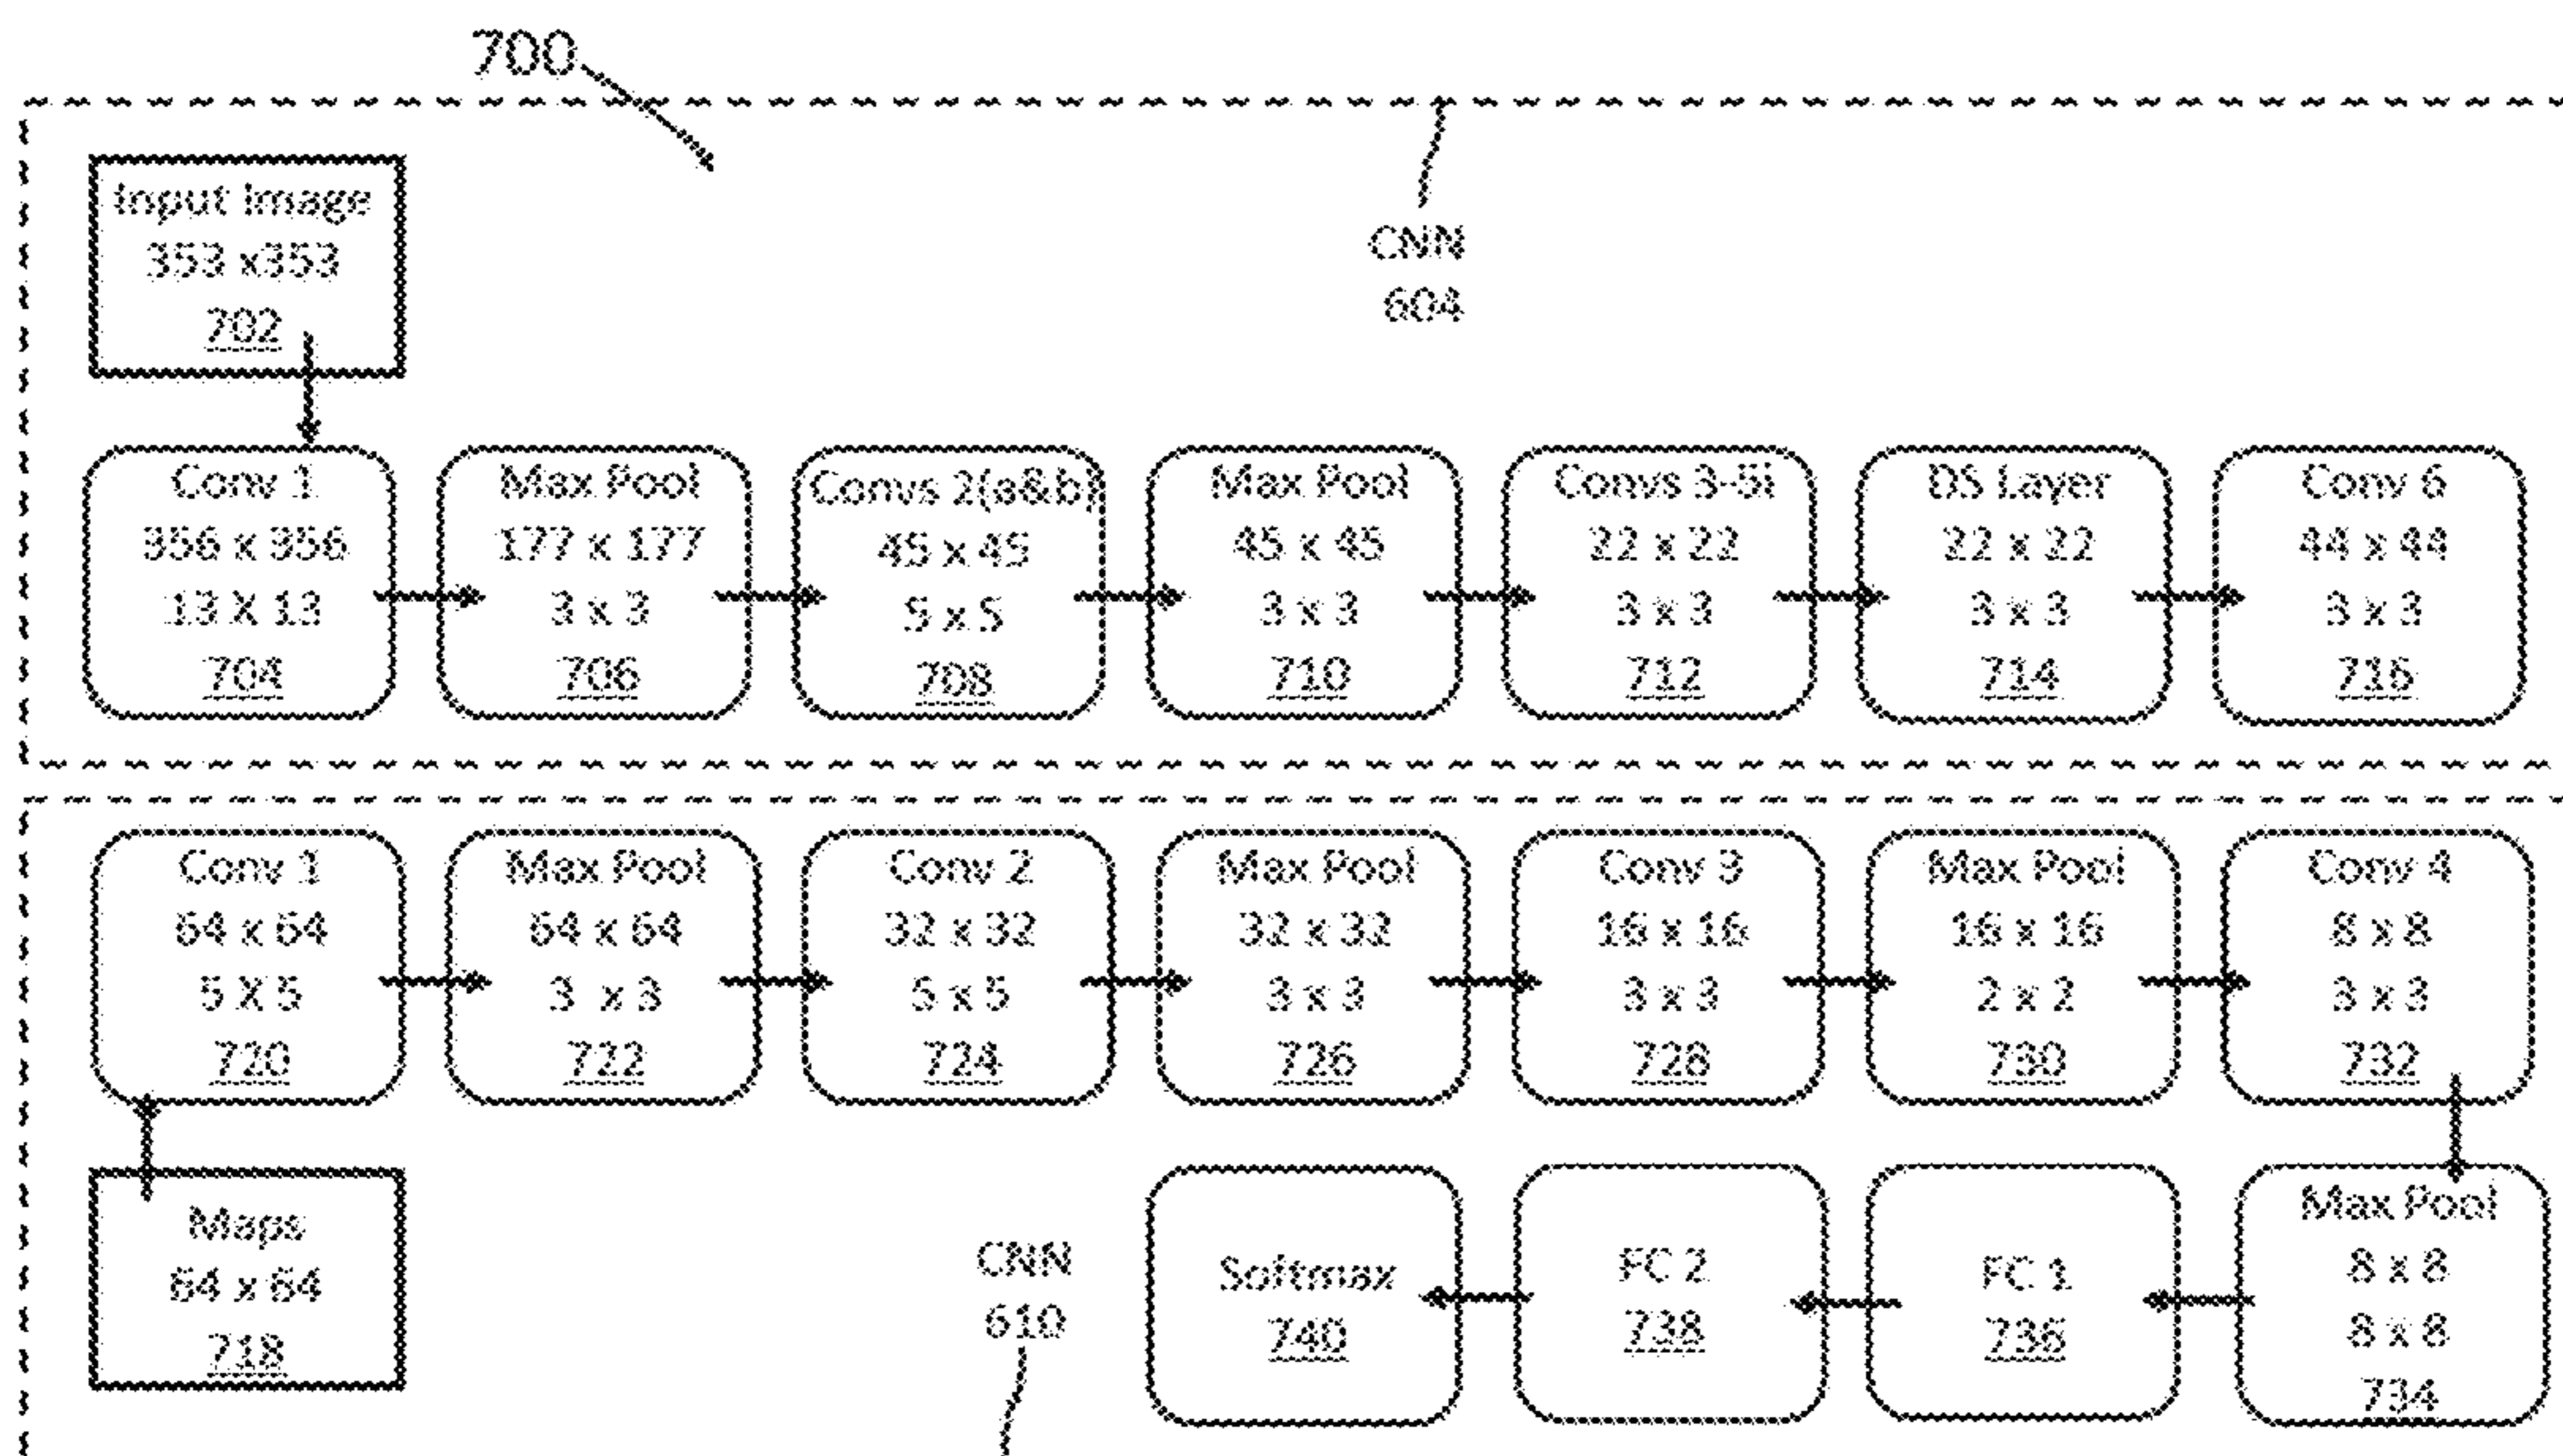 700
Input Image
353 x353
702
CNN
604
Conv 1
356 x 356
13 X 13
704
Max Pool
177 x 177
3 x 3
706
Convs 2(a&b)
45 x 45
5 x 5
708
Max Pool
45 x 45
3 x 3
710
Convs 3-5i
22 x 22
3 x 3
712
DS Layer
22 x 22
3 x 3
714
Conv 6
44 x 44
3 x 3
716
Conv 1
64 x 64
5 X 5
720
Max Pool
64 x 64
3 x 3
722
Conv 2
32 x 32
5 x 5
724
Max Pool
32 x 32
3 x 3
726
Conv 3
16 x 16
3 x 3
728
Max Pool
16 x 16
2 x 2
730
Conv 4
8 x 8
3 x 3
732
Maps
64 x 64
718
CNN
610
Softmax
740
FC 2
738
FC 1
736
Max Pool
8 x 8
8 x 8
734